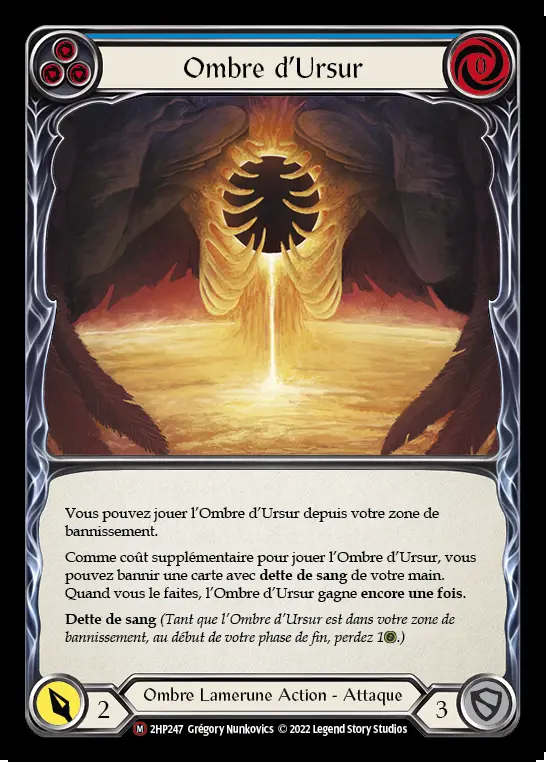 Ombre d'Ursur
0
Vous pouvez jouer l'Ombre d'Ursur depuis votre zone de
bannissement.
Comme coût supplémentaire pour jouer l'Ombre d'Ursur, vous
pouvez bannir une carte avec dette de sang de votre main.
Quand vous le faites, l'Ombre d'Ursur gagne encore une fois.
Dette de sang (Tant que l'Ombre d'Ursur est dans votre zone de
bannissement, au début de votre phase de fin, perdez 1.)
2
Ombre Lamerune Action - Attaque
3
M 2HP247 Grégory Nunkovics © 2022 Legend Story Studios